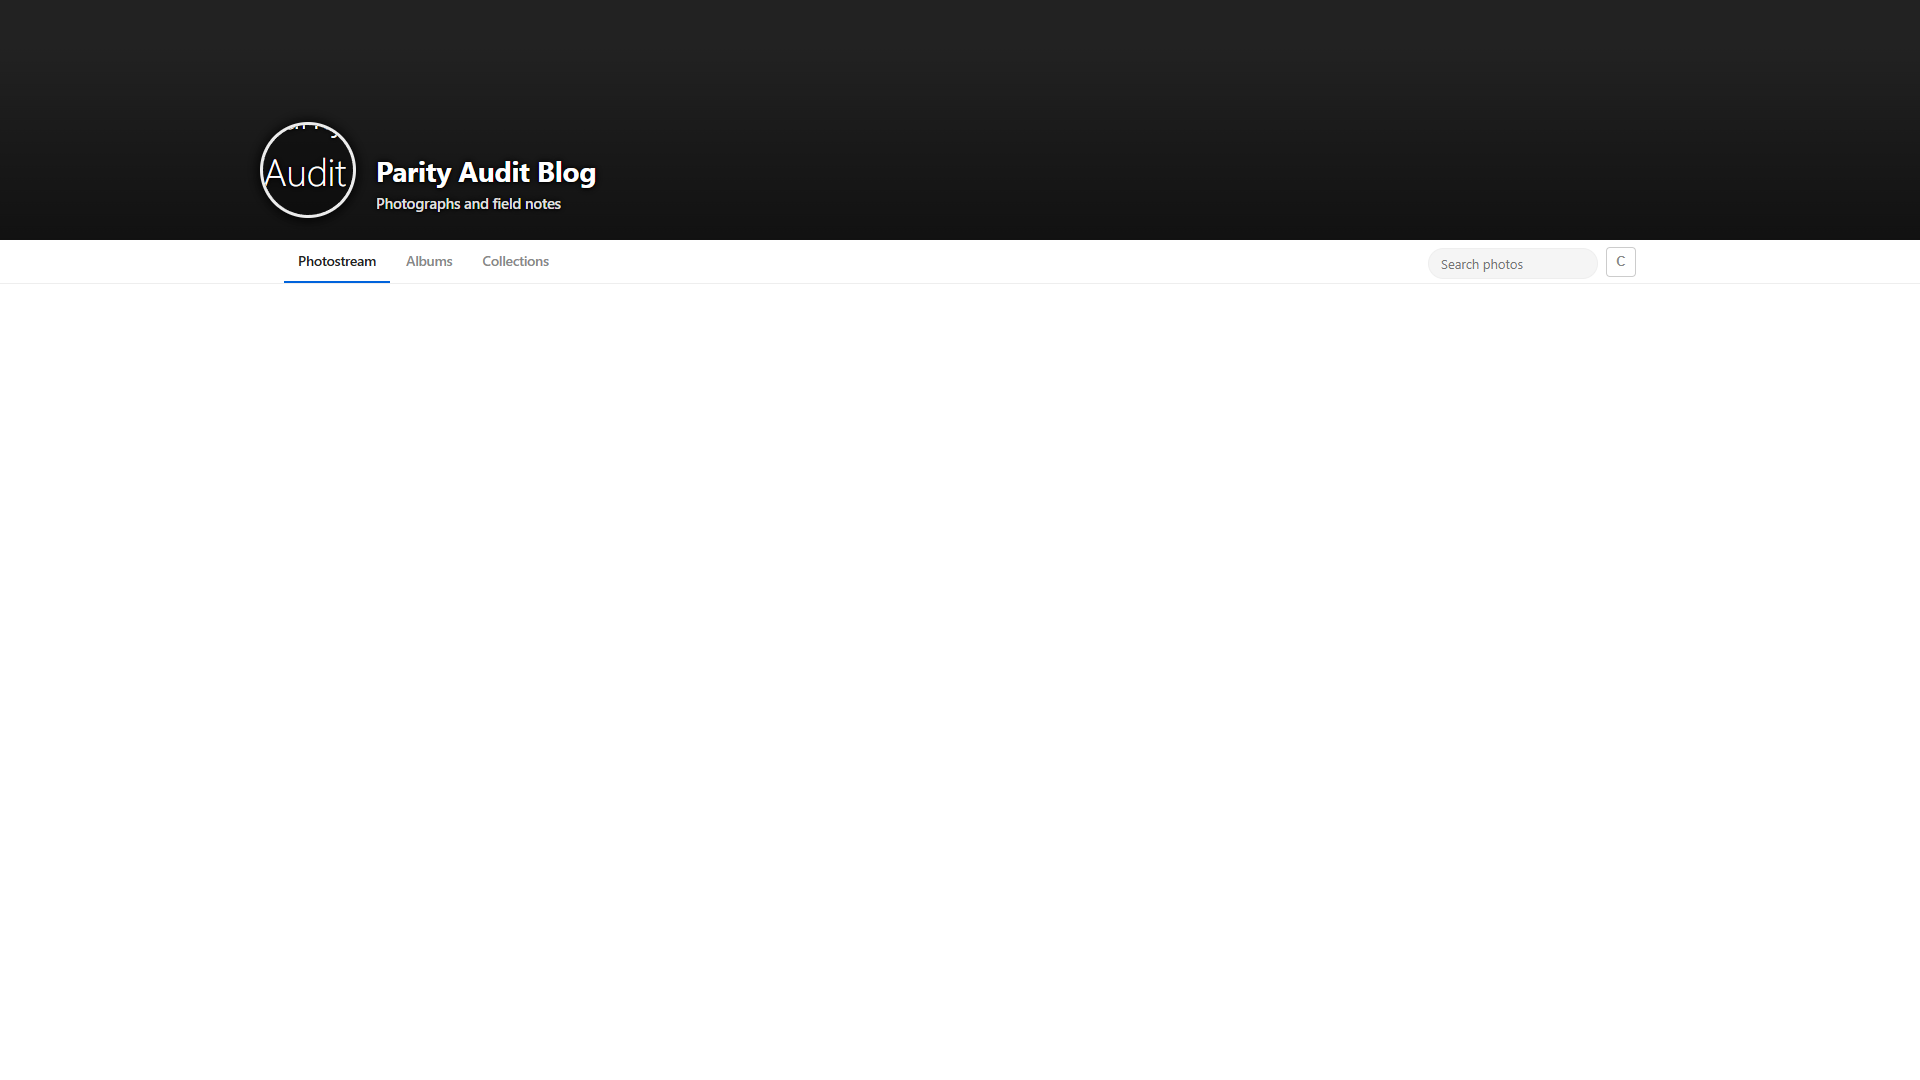 Audit
Parity Audit Blog
Photographs and field notes
Photostream Albums Collections Search photos C